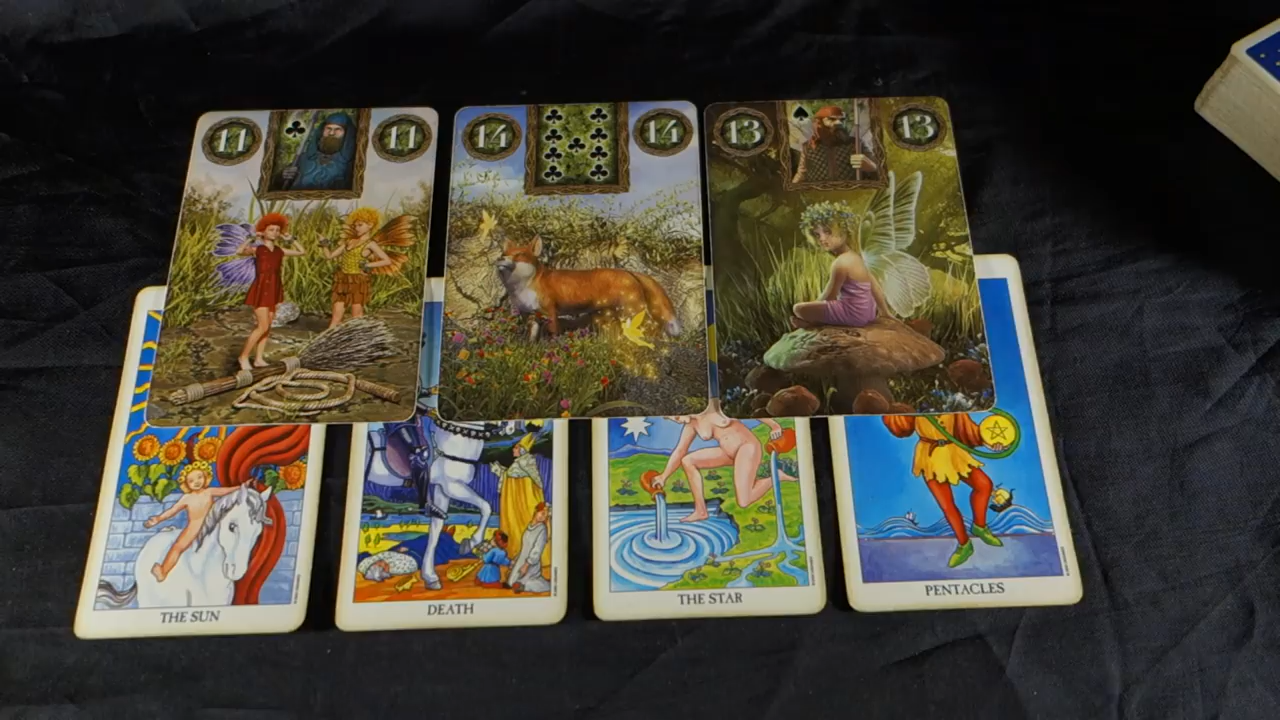 11 11
14 14
13 13
THE SUN
DEATH
THE STAR
PENTACLES